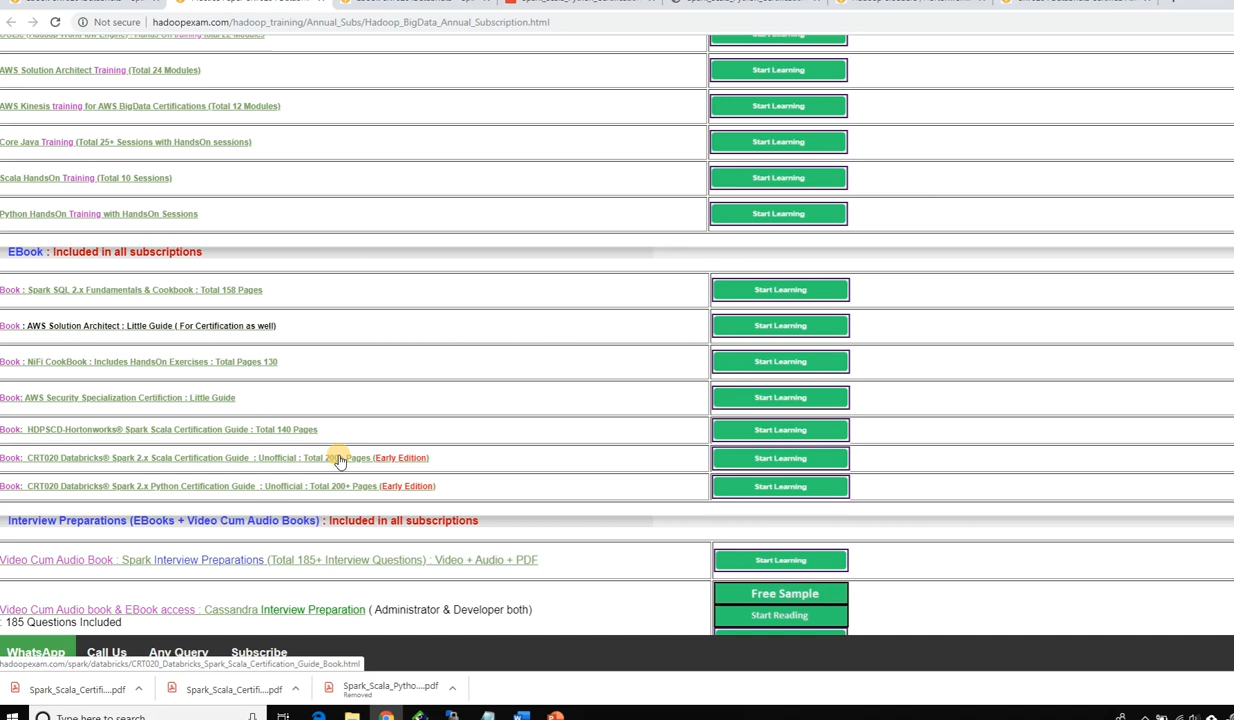 Not secure | hadoopexam.com/hadoop_training/Annual_Subs/Hadoop_BigData_Annual_Subscription.html
AWS Solution Architect Training (Total 24 Modules) Start Learning
AWS Kinesis training for AWS BigData Certifications (Total 12 Modules) Start Learning
Core Java Training (Total 25+ Sessions with HandsOn sessions) Start Learning
Scala HandsOn Training (Total 10 Sessions) Start Learning
Python HandsOn Training with HandsOn Sessions Start Learning
EBook : Included in all subscriptions
Book : Spark SQL 2.x Fundamentals & Cookbook : Total 158 Pages Start Learning
Book : AWS Solution Architect : Little Guide ( For Certification as well) Start Learning
Book : NiFi CookBook : Includes HandsOn Exercises : Total Pages 130 Start Learning
Book: AWS Security Specialization Certifiction : Little Guide Start Learning
Book: HDPSCD-Hortonworks® Spark Scala Certification Guide : Total 140 Pages Start Learning
Book: CRT020 Databricks® Spark 2.x Scala Certification Guide : Unofficial : Total 200+ Pages (Early Edition) Start Learning
Book: CRT020 Databricks® Spark 2.x Python Certification Guide : Unofficial : Total 200+ Pages (Early Edition) Start Learning
Interview Preparations (EBooks + Video Cum Audio Books) : Included in all subscriptions
Video Cum Audio Book : Spark Interview Preparations (Total 185+ Interview Questions) : Video + Audio + PDF Start Learning
Free Sample
Video Cum Audio book & EBook access : Cassandra Interview Preparation ( Administrator & Developer both)
: 185 Questions Included Start Reading
WhatsApp Call Us Any Query Subscribe
hadoopexam.com/spark/databricks/CRT020_Databricks_Spark_Scala_Certification_Guide_Book.html
Spark_Scala_Certifi....pdf Spark_Scala_Certifi....pdf Spark_Scala_Pytho....pdf
Removed
Type here to search